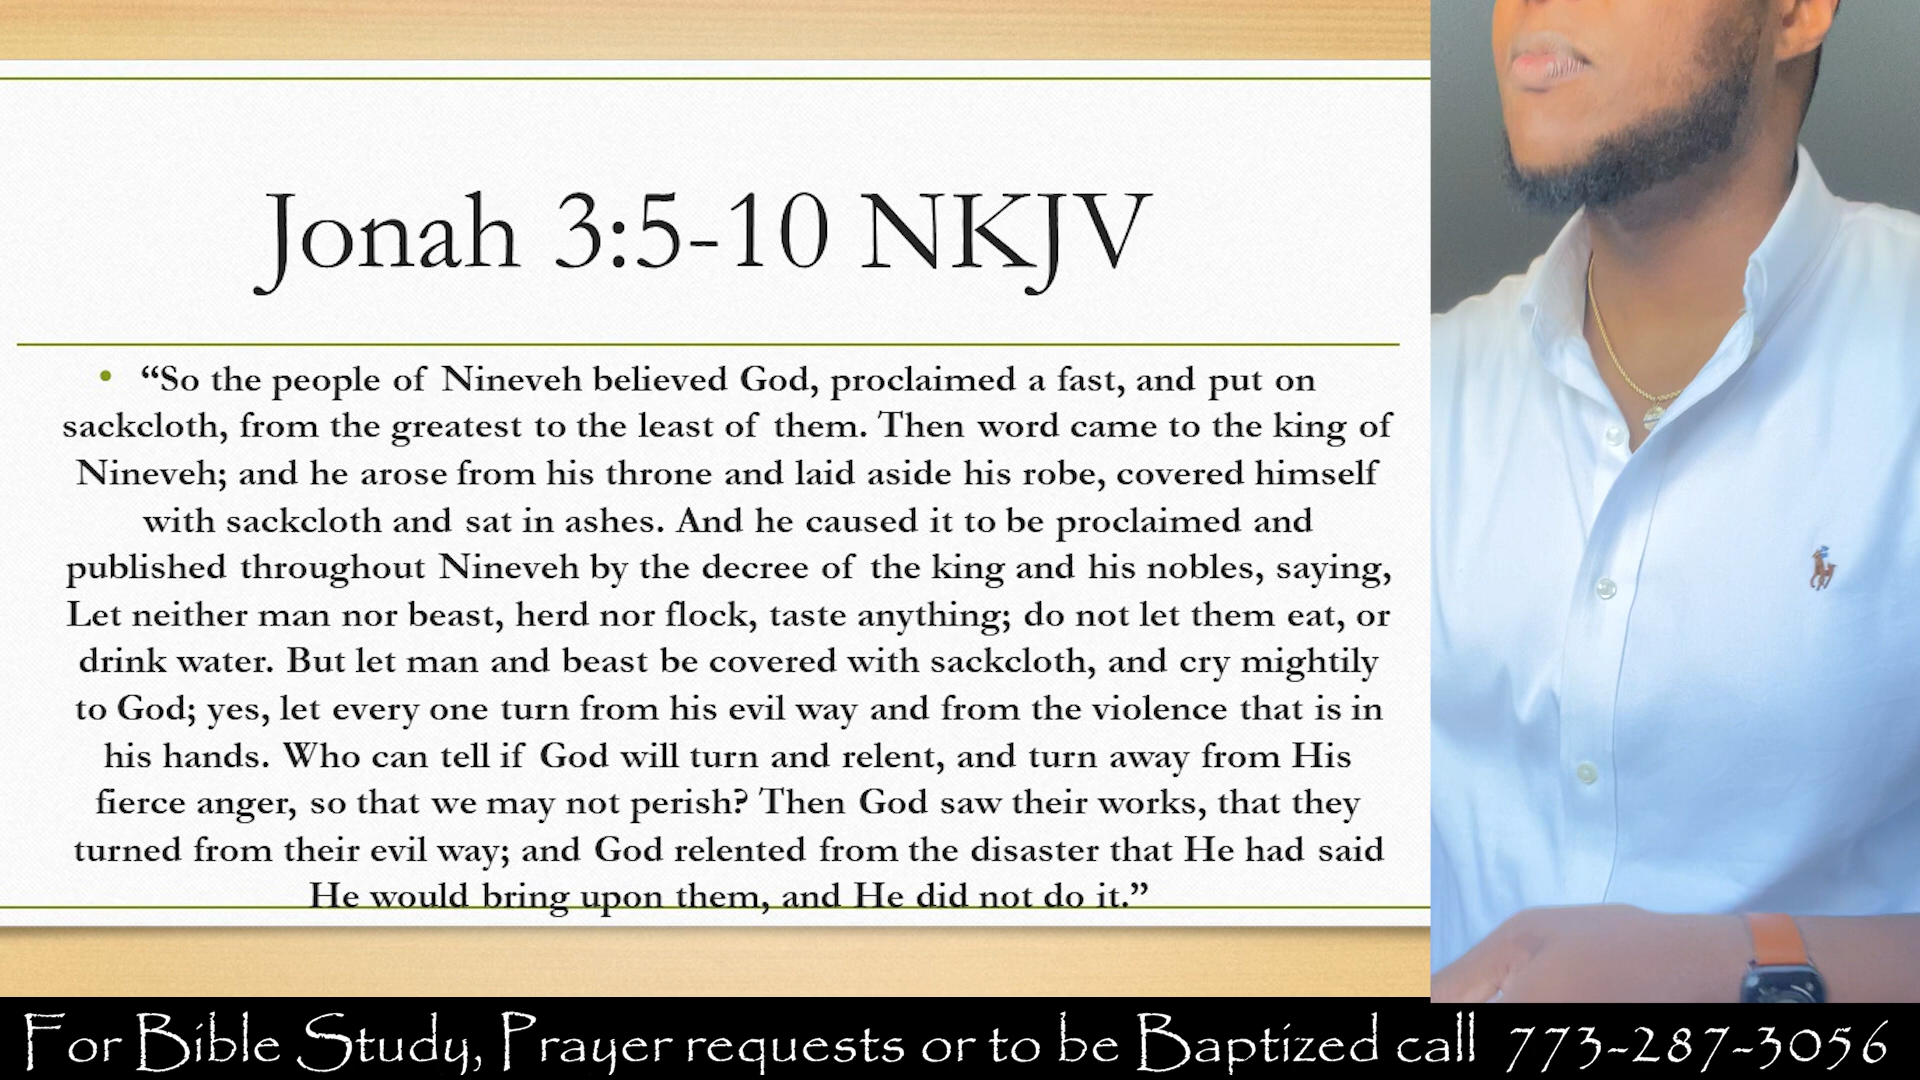 Jonah 3:5-10 NKJV
• “So the people of Nineveh believed God, proclaimed a fast, and put on
sackcloth, from the greatest to the least of them. Then word came to the king of
Nineveh; and he arose from his throne and laid aside his robe, covered himself
with sackcloth and sat in ashes. And he caused it to be proclaimed and
published throughout Nineveh by the decree of the king and his nobles, saying,
Let neither man nor beast, herd nor flock, taste anything; do not let them eat, or
drink water. But let man and beast be covered with sackcloth, and cry mightily
to God; yes, let every one turn from his evil way and from the violence that is in
his hands. Who can tell if God will turn and relent, and turn away from His
fierce anger, so that we may not perish? Then God saw their works, that they
turned from their evil way; and God relented from the disaster that He had said
He would bring upon them, and He did not do it.”
For Bible Study, Prayer requests or to be Baptized call 773-287-3056